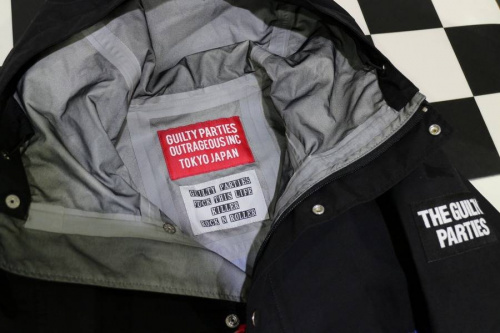 GUILTY PARTIES
OUTRAGEOUS INC
TOKYO JAPAN
GUILTY PARTIES
FUCK THIS LIFE
KILLER
ROCK N ROLLER
THE GUILTY
PARTIES